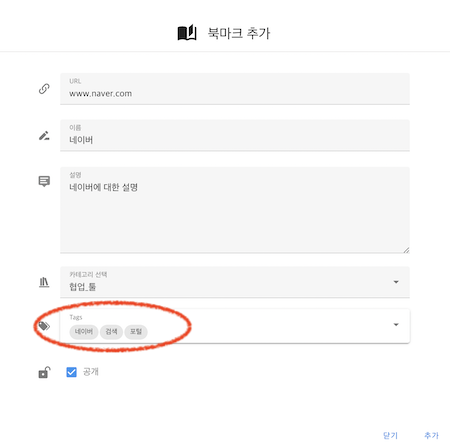 북마크 추가
URL
www.naver.com
이름
네이버
설명
네이버에 대한 설명
카테고리 선택
협업_툴
Tags
네이버 검색 포털
공개
닫기 추가